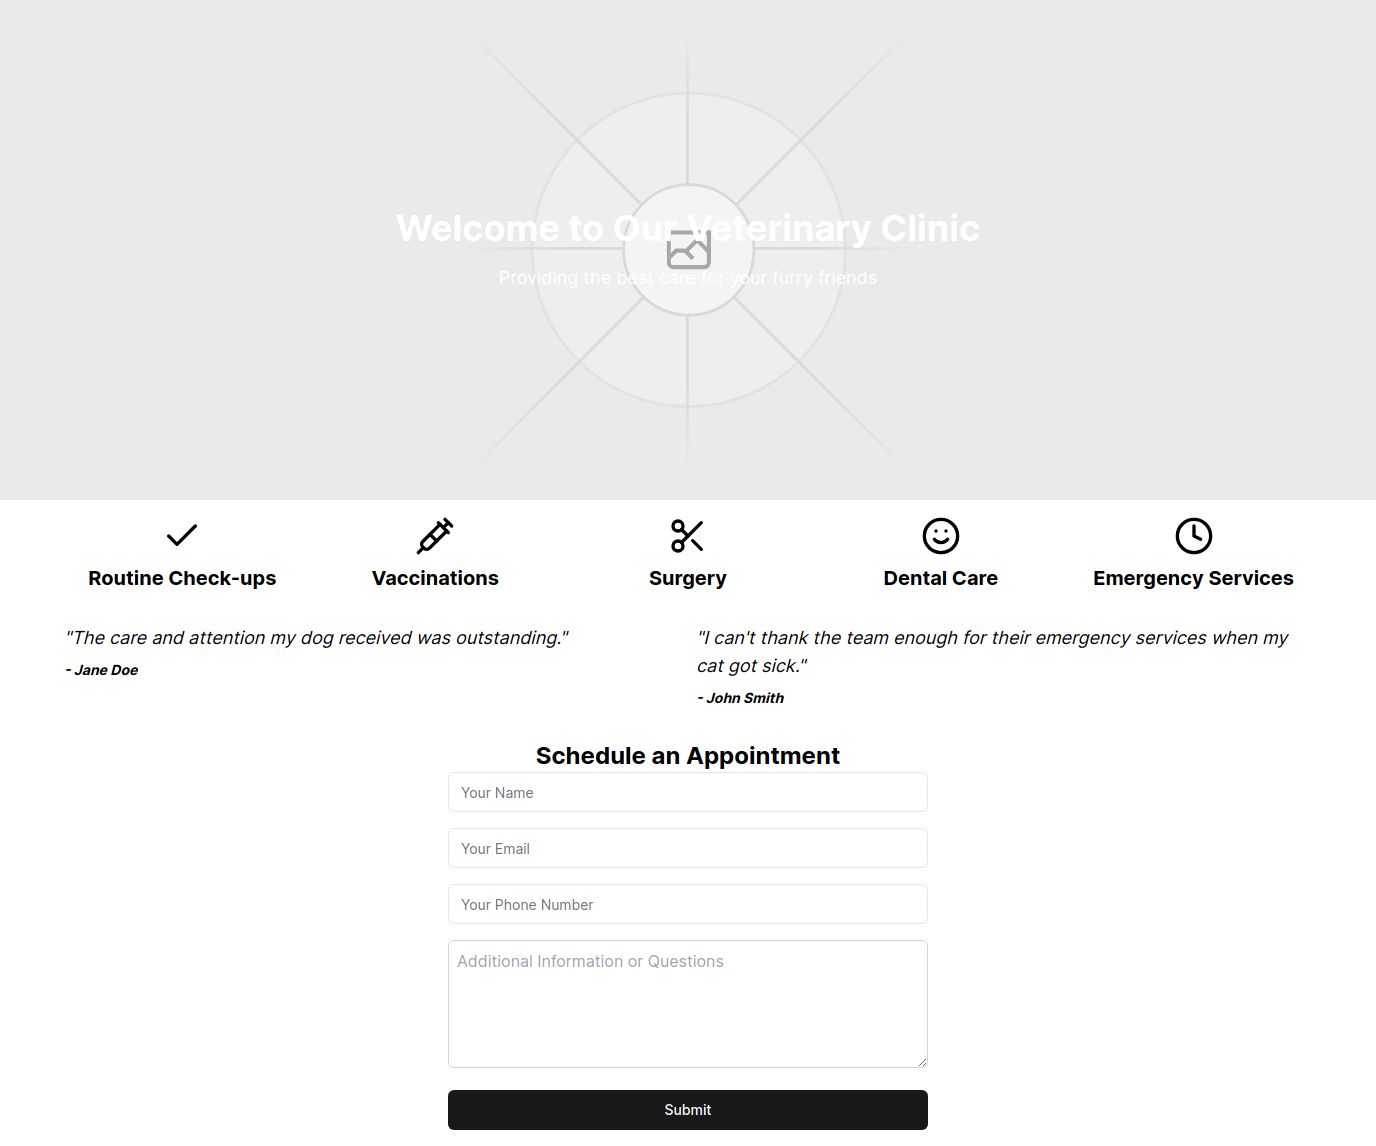 Welcome to Our Veterinary Clinic
Providing the best care for your furry friends
Routine Check-ups
Vaccinations
Surgery
Dental Care
Emergency Services
"The care and attention my dog received was outstanding."
- Jane Doe
"I can't thank the team enough for their emergency services when my
cat got sick."
- John Smith
Schedule an Appointment
Your Name
Your Email
Your Phone Number
Additional Information or Questions
Submit